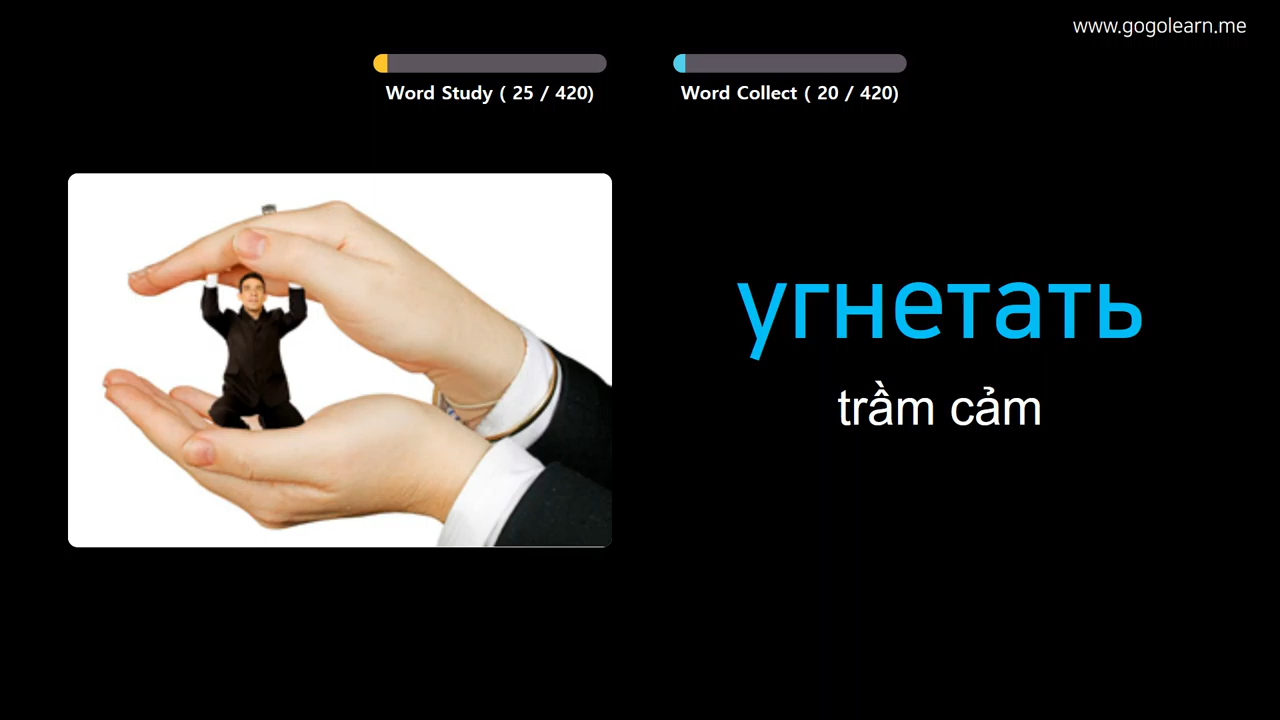 www.gogolearn.me
Word Study ( 25 / 420)
Word Collect ( 20 / 420)
угнетать
trầm cảm